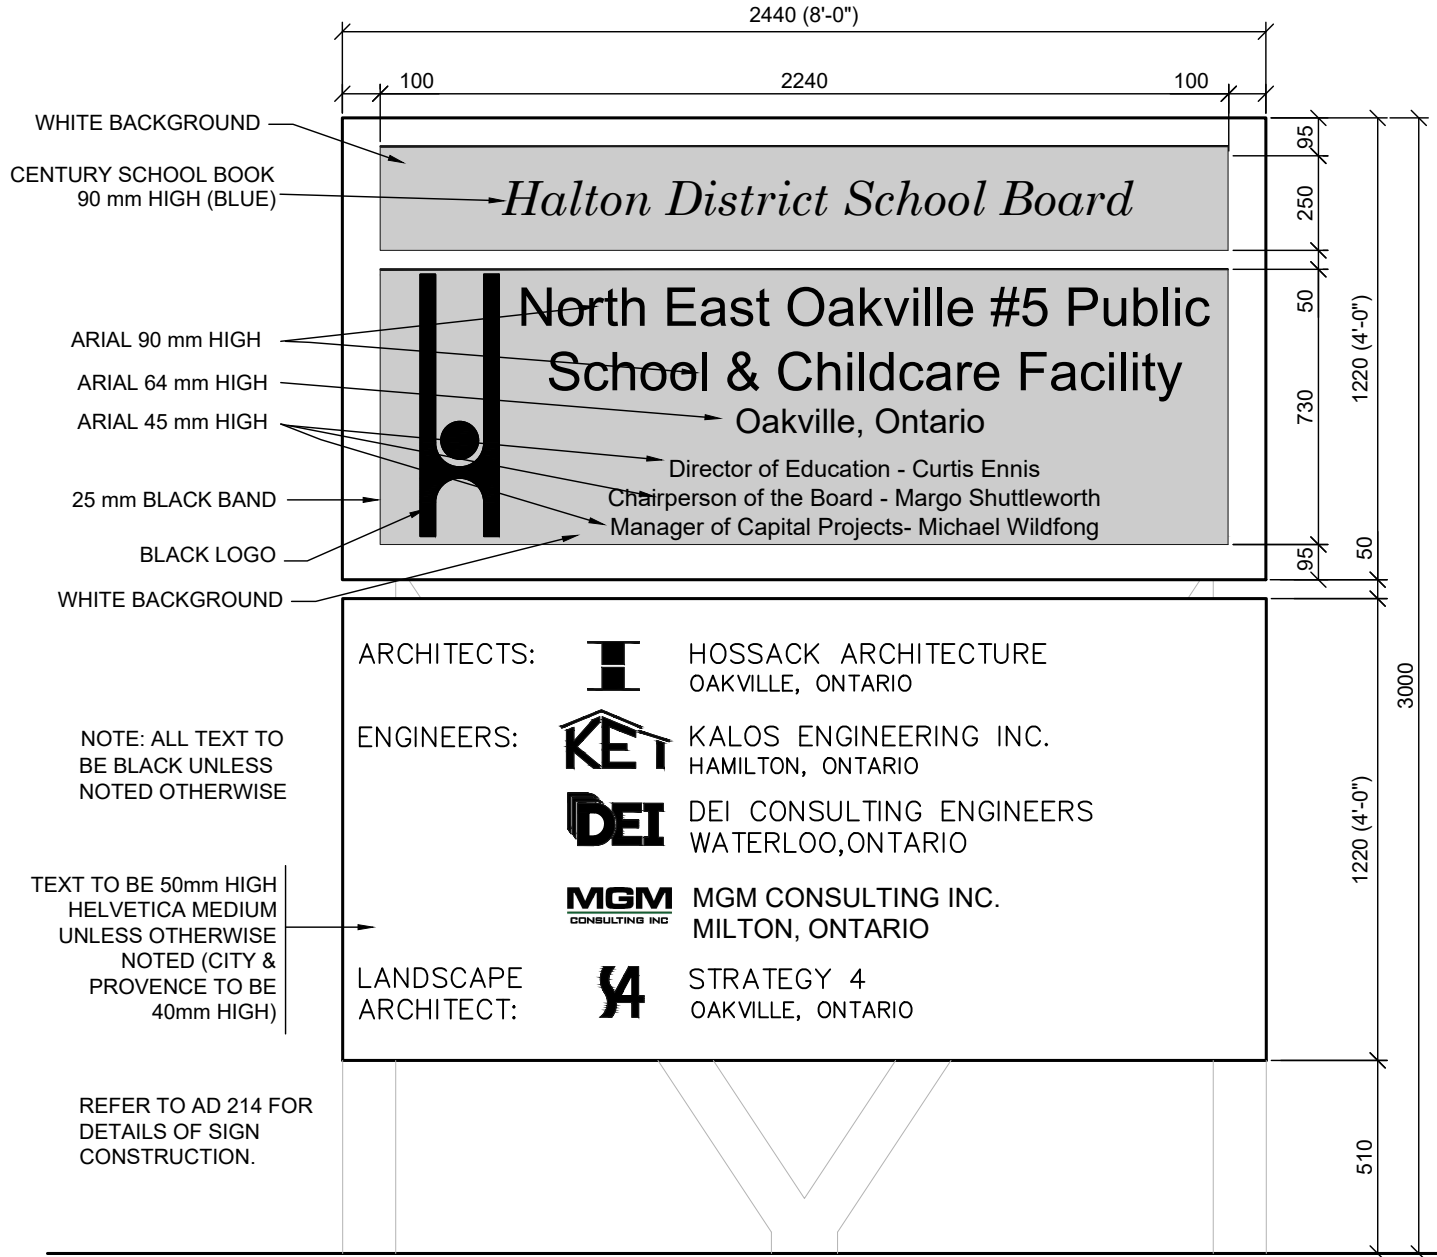 2440 (8'-0")
100
2240
100
WHITE BACKGROUND
CENTURY SCHOOL BOOK
90 mm HIGH (BLUE)
Halton District School Board
95
250
North East Oakville #5 Public
School & Childcare Facility
Oakville, Ontario
Director of Education - Curtis Ennis
Chairperson of the Board - Margo Shuttleworth
Manager of Capital Projects- Michael Wildfong
ARIAL 90 mm HIGH
ARIAL 64 mm HIGH
ARIAL 45 mm HIGH
25 mm BLACK BAND
BLACK LOGO
WHITE BACKGROUND
50
730
95
1220 (4'-0")
50
3000
ARCHITECTS:
HOSSACK ARCHITECTURE
OAKVILLE, ONTARIO
ENGINEERS:
KEI
KALOS ENGINEERING INC.
HAMILTON, ONTARIO
DEI
DEI CONSULTING ENGINEERS
WATERLOO,ONTARIO
MGM
CONSULTING INC
MGM CONSULTING INC.
MILTON, ONTARIO
LANDSCAPE
ARCHITECT:
S4
STRATEGY 4
OAKVILLE, ONTARIO
NOTE: ALL TEXT TO
BE BLACK UNLESS
NOTED OTHERWISE
TEXT TO BE 50mm HIGH
HELVETICA MEDIUM
UNLESS OTHERWISE
NOTED (CITY &
PROVENCE TO BE
40mm HIGH)
REFER TO AD 214 FOR
DETAILS OF SIGN
CONSTRUCTION.
1220 (4'-0")
510